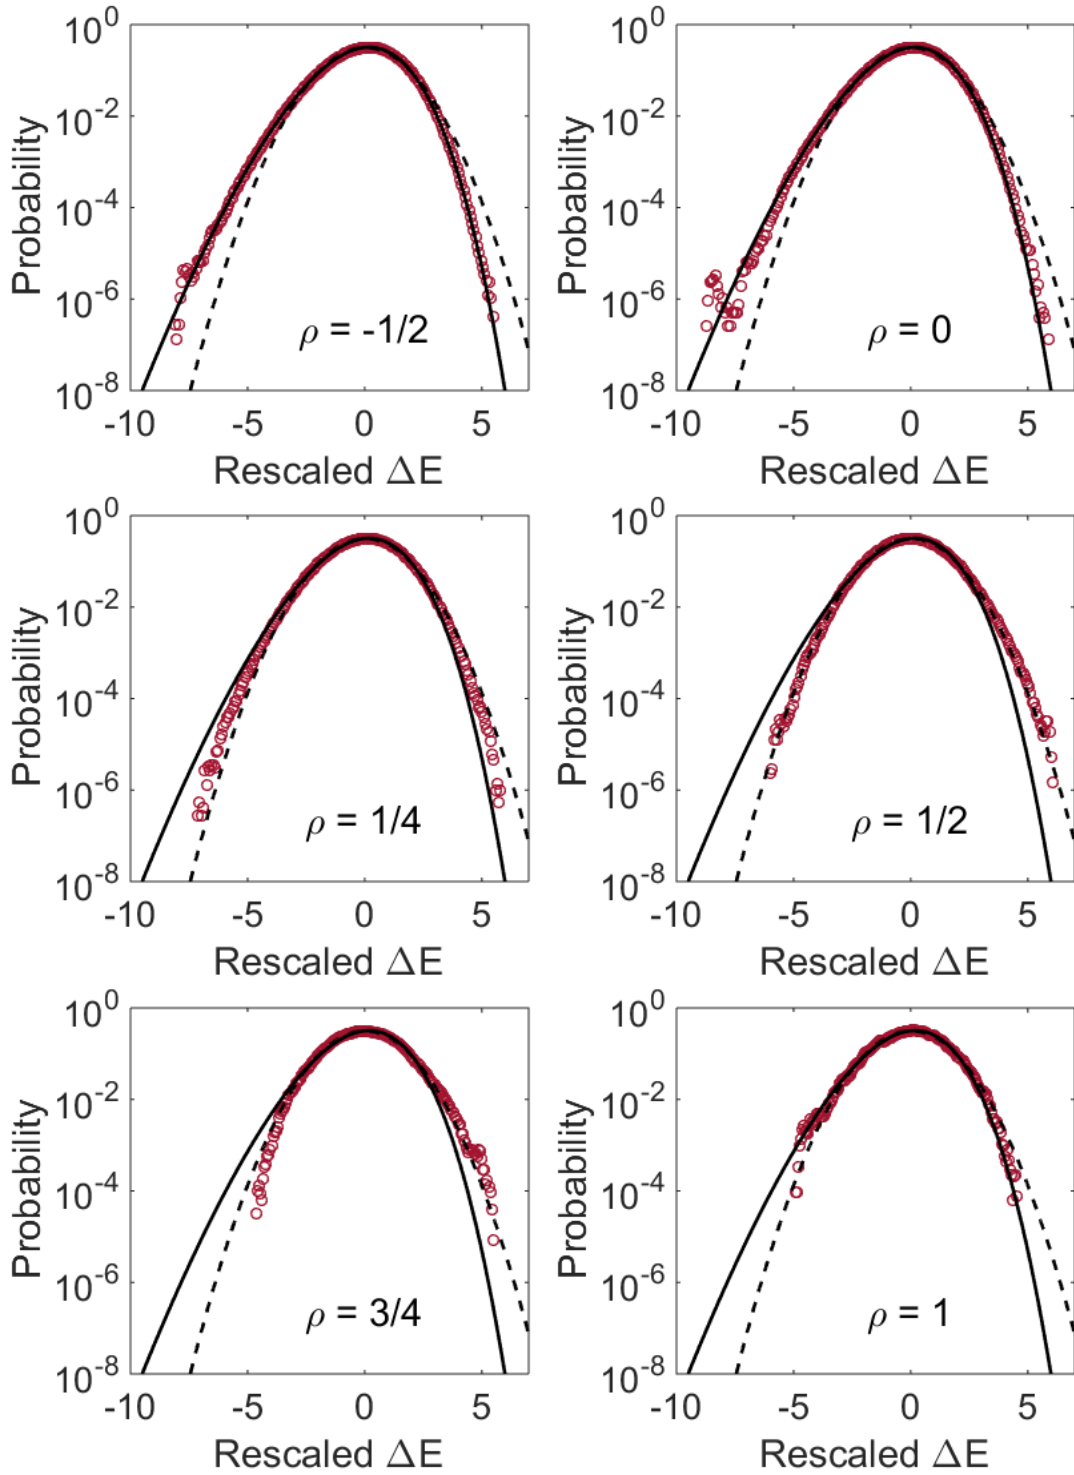 10^0
10^-2
10^-4
10^-6
10^-8
Probability
ρ = -1/2
-10 -5 0 5
Rescaled ΔE
10^0
10^-2
10^-4
10^-6
10^-8
Probability
ρ = 0
-10 -5 0 5
Rescaled ΔE
10^0
10^-2
10^-4
10^-6
10^-8
Probability
ρ = 1/4
-10 -5 0 5
Rescaled ΔE
10^0
10^-2
10^-4
10^-6
10^-8
Probability
ρ = 1/2
-10 -5 0 5
Rescaled ΔE
10^0
10^-2
10^-4
10^-6
10^-8
Probability
ρ = 3/4
-10 -5 0 5
Rescaled ΔE
10^0
10^-2
10^-4
10^-6
10^-8
Probability
ρ = 1
-10 -5 0 5
Rescaled ΔE